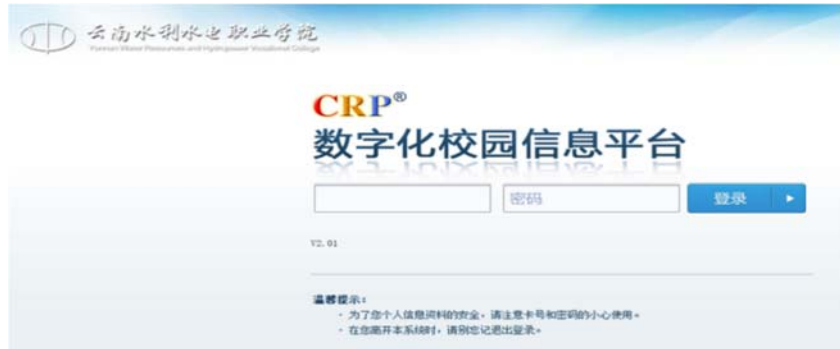 云南水利水电职业学院
Yunnan Water Resources and Hydropower Vocational College
CRP®
数字化校园信息平台
密码
登录
V2.01
温馨提示:
· 为了您个人信息资料的安全,请注意卡号和密码的小心使用。
· 在您离开本系统时,请别忘记退出登录。